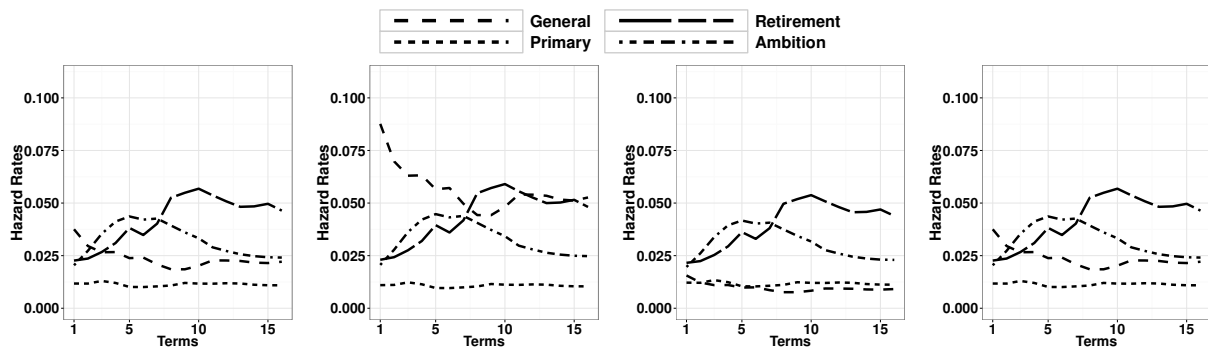 General Retirement
Primary Ambition
0.100 0.100 0.100 0.100
0.075 0.075 0.075 0.075
0.050 0.050 0.050 0.050
0.025 0.025 0.025 0.025
0.000 0.000 0.000 0.000
Hazard Rates Hazard Rates Hazard Rates Hazard Rates
1 5 10 15 1 5 10 15 1 5 10 15 1 5 10 15
Terms Terms Terms Terms